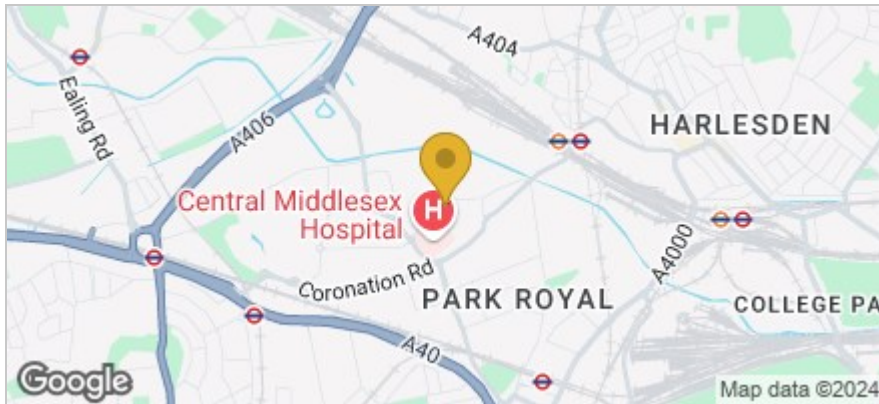 A404
Ealing Rd
A406
HARLESDEN
Central Middlesex
Hospital
H
A4000
Coronation Rd
PARK ROYAL
COLLEGE PA
A40
Google
Map data ©2024